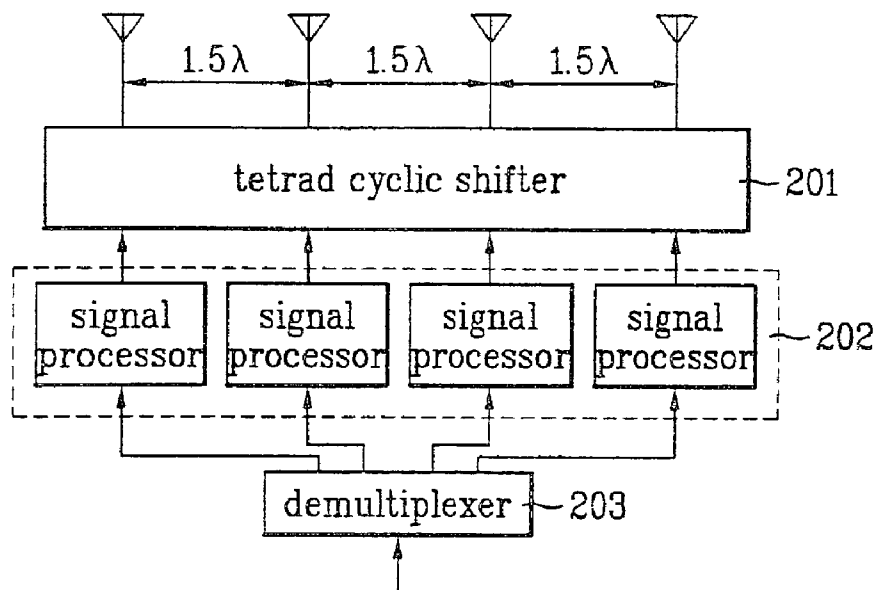 1.5λ 1.5λ 1.5λ
tetrad cyclic shifter
201
signal
processor
signal
processor
signal
processor
signal
processor
202
demultiplexer
203